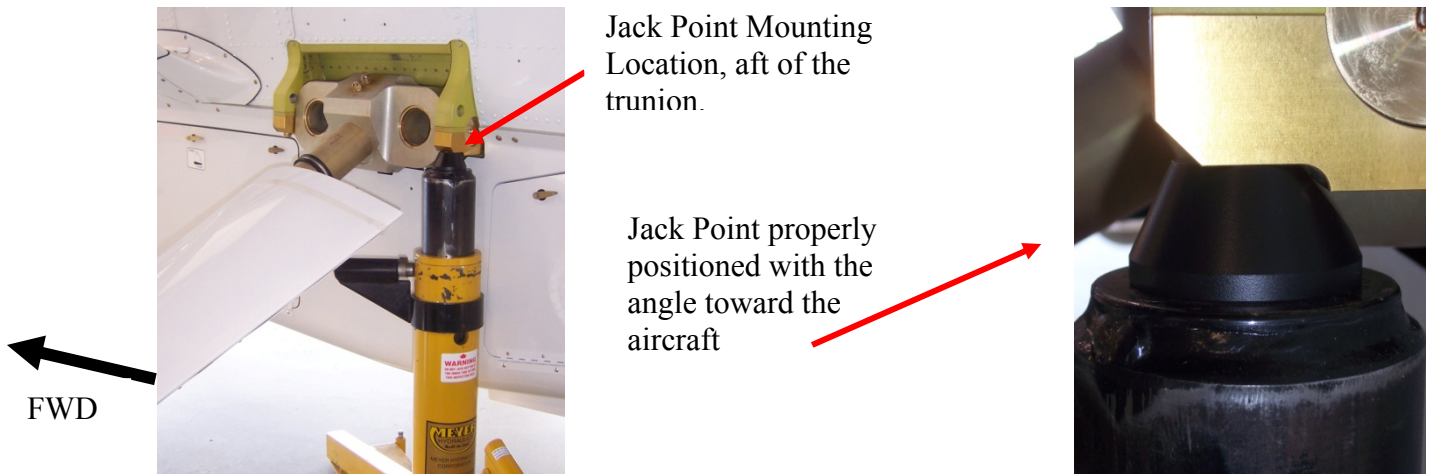 Jack Point Mounting
Location, aft of the
trunion.
Jack Point properly
positioned with the
angle toward the
aircraft
FWD
WARNING
MEYER
HYDRAULICS